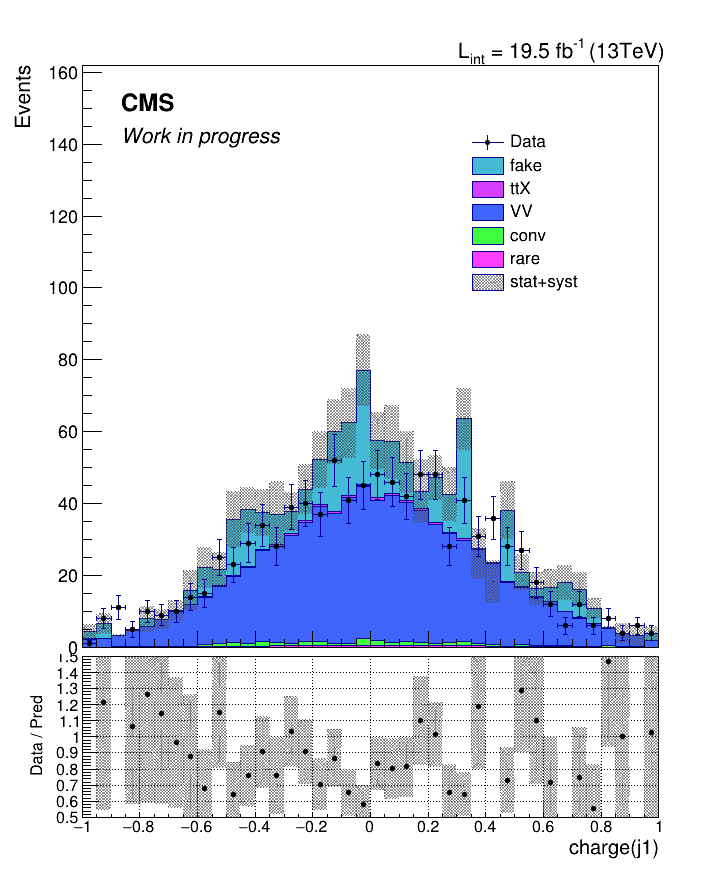 L_int = 19.5 fb^-1 (13TeV)
Events
160
140
120
100
80
60
40
20
0
CMS
Work in progress
Data
fake
ttX
VV
conv
rare
stat+syst
Data / Pred
1.5
1.4
1.3
1.2
1.1
1
0.9
0.8
0.7
0.6
0.5
−1 −0.8 −0.6 −0.4 −0.2 0 0.2 0.4 0.6 0.8 1
charge(j1)